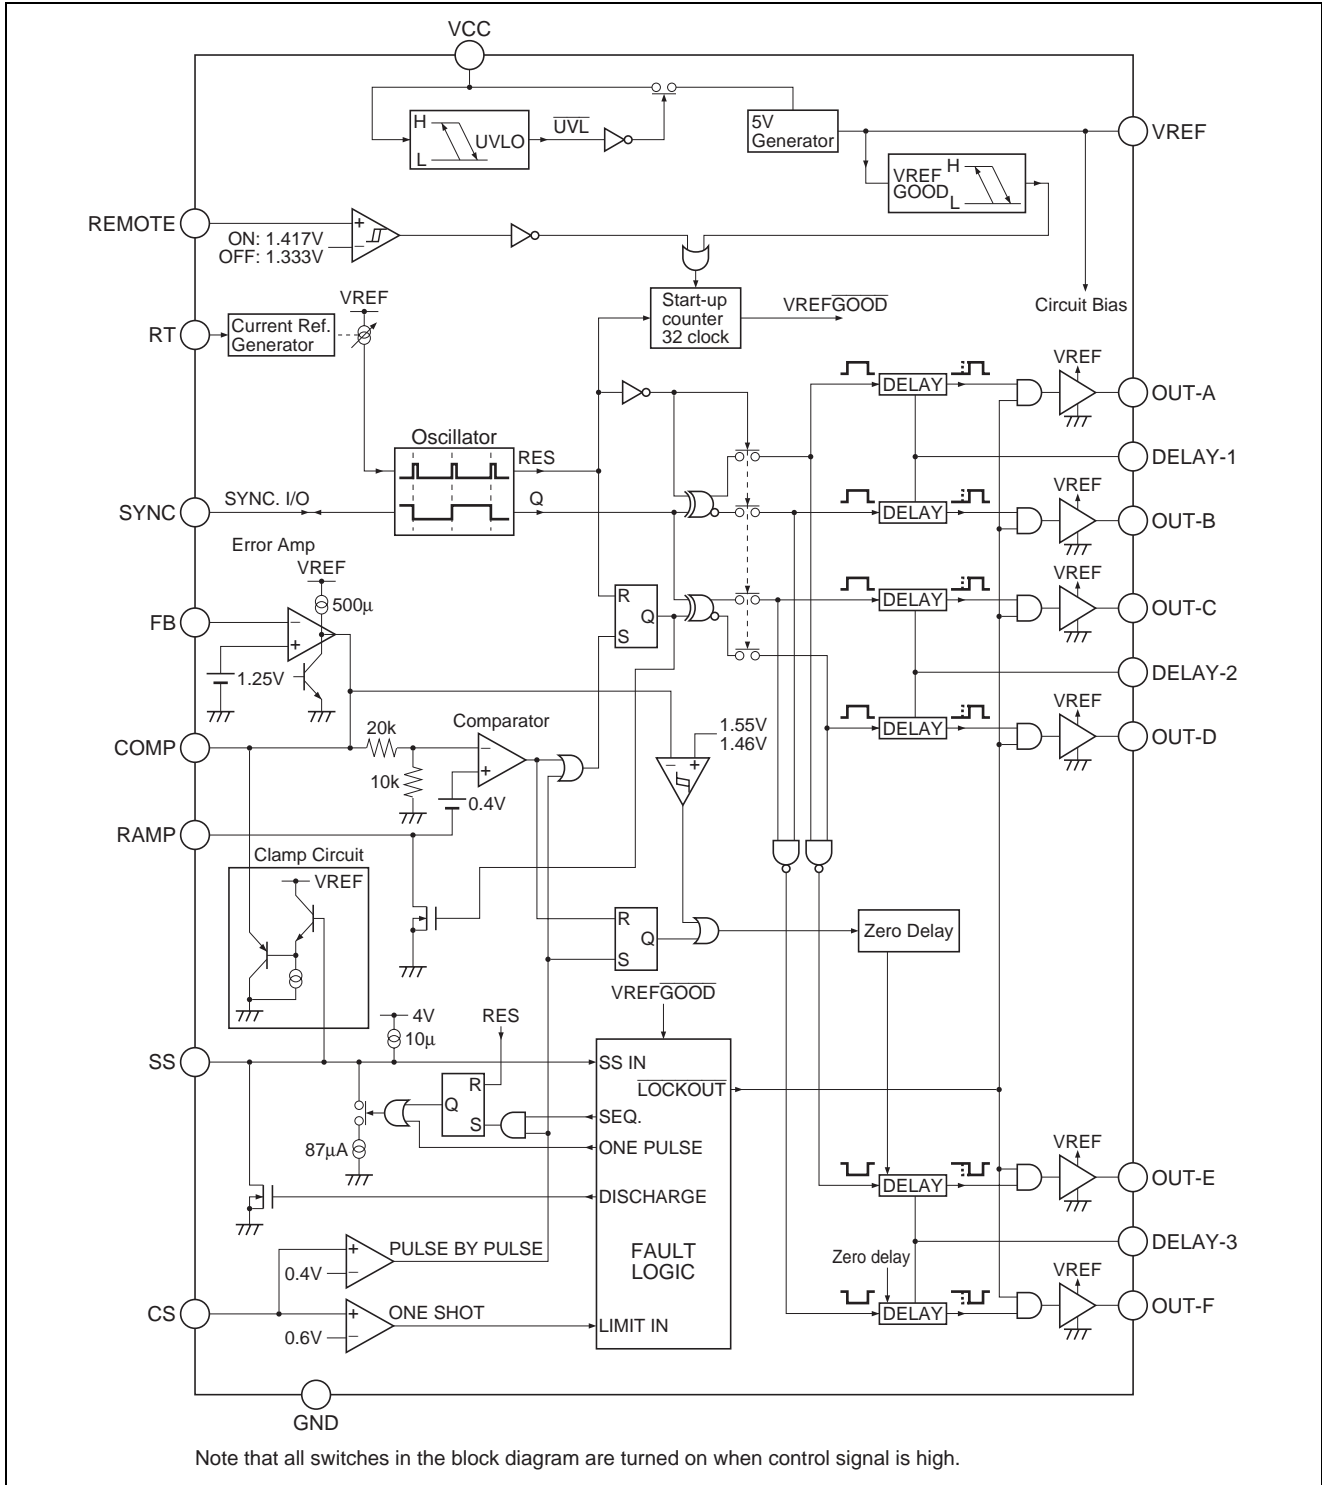 VCC
H
L
UVLO
UVL
5V
Generator
VREF
VREF
GOOD
H
L
REMOTE
ON: 1.417V
OFF: 1.333V
+
−
Start-up
counter
32 clock
VREFGOOD
Circuit Bias
VREF
RT
Current Ref.
Generator
VREF
DELAY
OUT-A
Oscillator
RES
DELAY-1
SYNC
SYNC. I/O
Q
VREF
DELAY
OUT-B
Error Amp
VREF
500μ
FB
−
+
1.25V
R
S
Q
VREF
DELAY
OUT-C
DELAY-2
COMP
20k
10k
Comparator
−
+
0.4V
1.55V
1.46V
−
+
VREF
DELAY
OUT-D
RAMP
Clamp Circuit
VREF
R
S
Q
Zero Delay
VREFGOOD
4V
10μ
RES
SS
SS IN
LOCKOUT
R
Q
S
SEQ.
ONE PULSE
87μA
DISCHARGE
VREF
DELAY
OUT-E
DELAY-3
PULSE BY PULSE
+
−
0.4V
FAULT
LOGIC
Zero delay
VREF
DELAY
OUT-F
CS
ONE SHOT
+
−
0.6V
LIMIT IN
GND
Note that all switches in the block diagram are turned on when control signal is high.